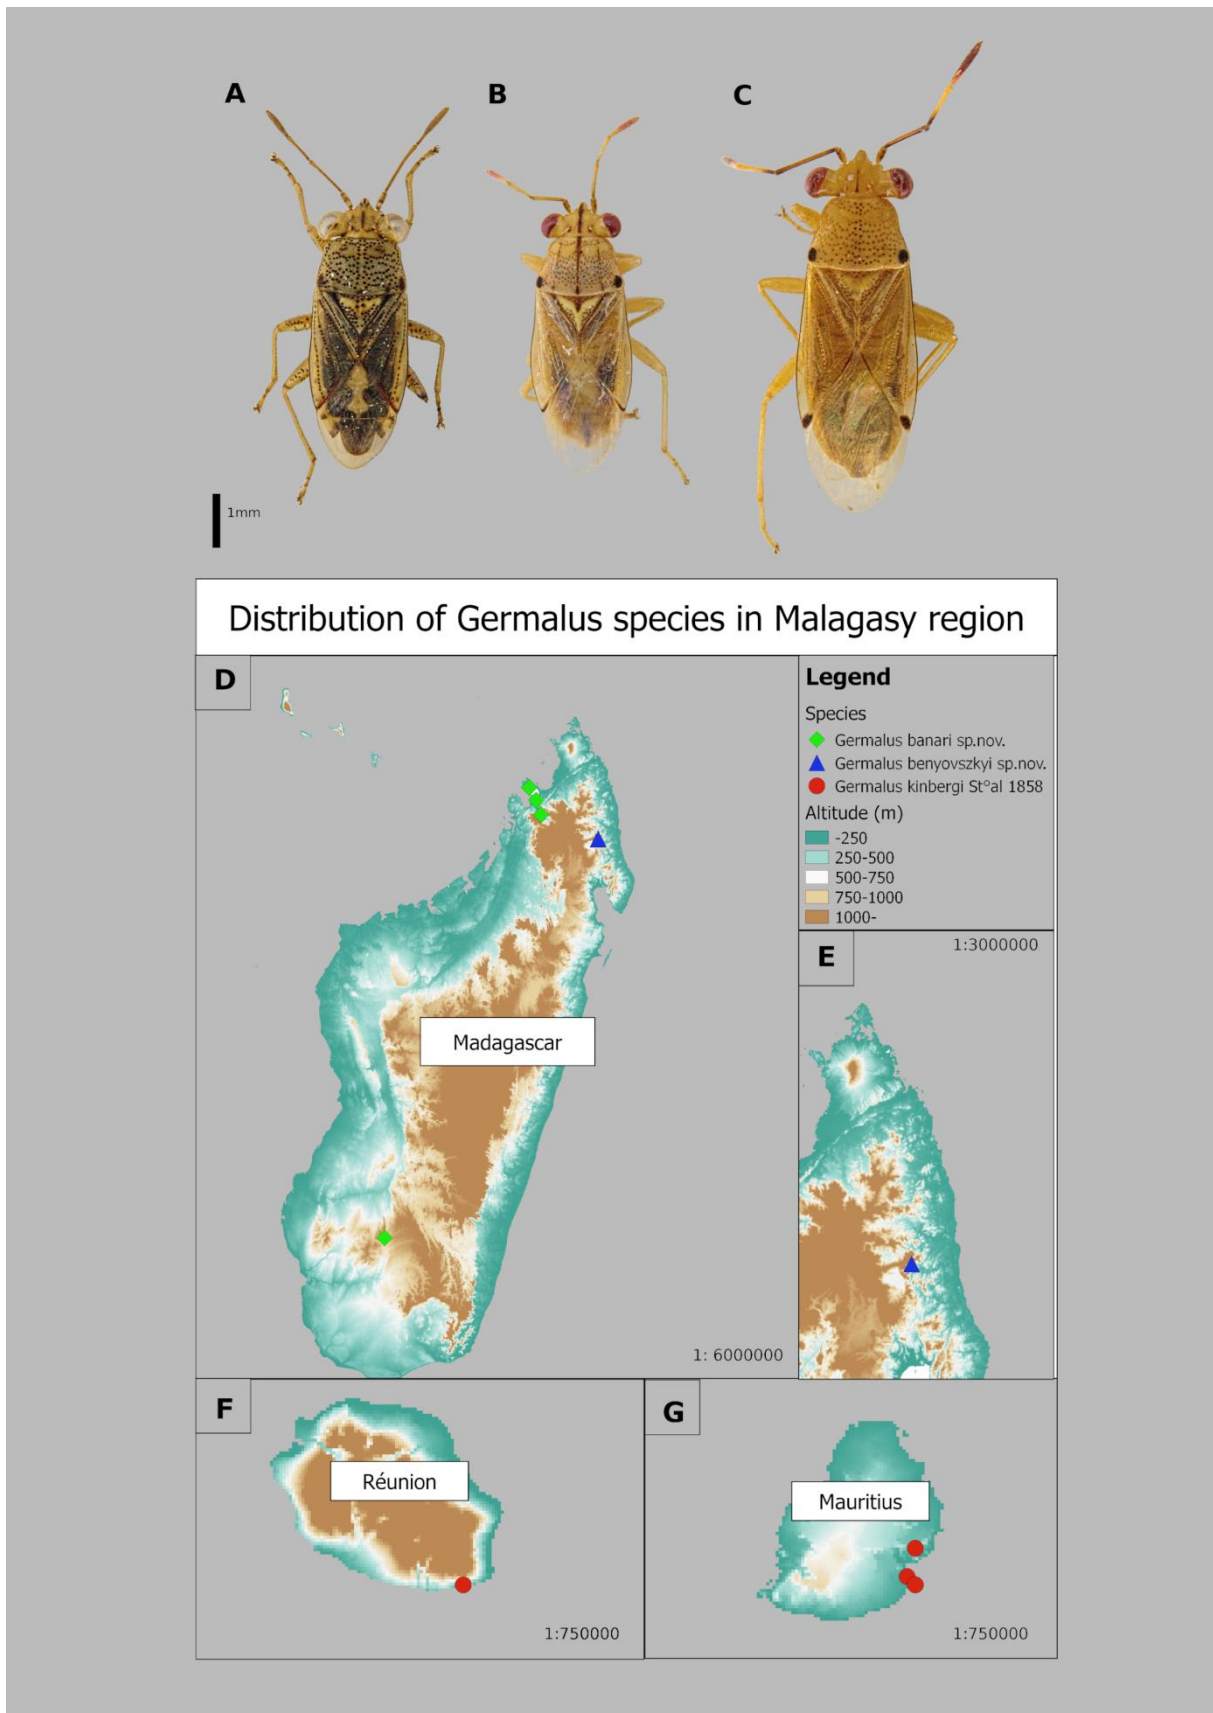 A
B
C
1mm
Distribution of Germalus species in Malagasy region
D
Legend
Species
Germalus banari sp.nov.
Germalus benyovszkyi sp.nov.
Germalus kinbergi St°al 1858
Altitude (m)
-250
250-500
500-750
750-1000
1000-
E
1:3000000
Madagascar
1: 6000000
F
Réunion
1:750000
G
Mauritius
1:750000